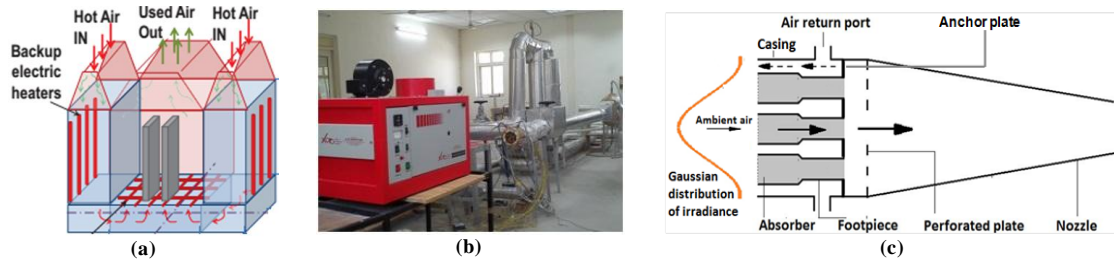 Hot Air
IN
Used Air
Out
Hot Air
IN
Backup
electric
heaters
(a)
(b)
Air return port
Anchor plate
Casing
Ambient air
Gaussian
distribution
of irradiance
Absorber
Footpiece
Perforated plate
Nozzle
(c)